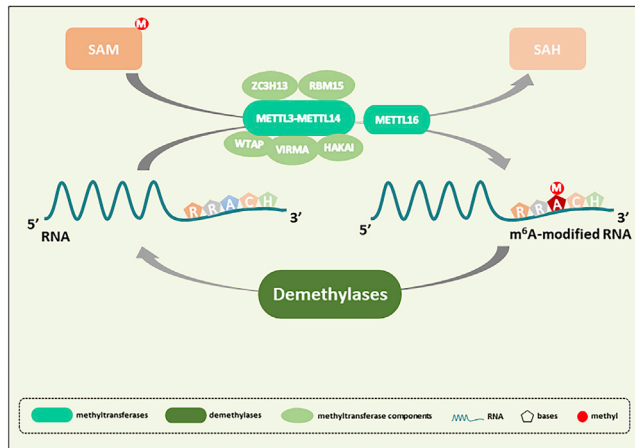 SAM
M
SAH
ZC3H13
RBM15
METTL3-METTL14
METTL16
WTAP
VIRMA
HAKAI
5’
RNA
R R A C H
3’
5’
M
R R A C H
3’
m⁶A-modified RNA
Demethylases
methyltransferases
demethylases
methyltransferase components
RNA
bases
methyl